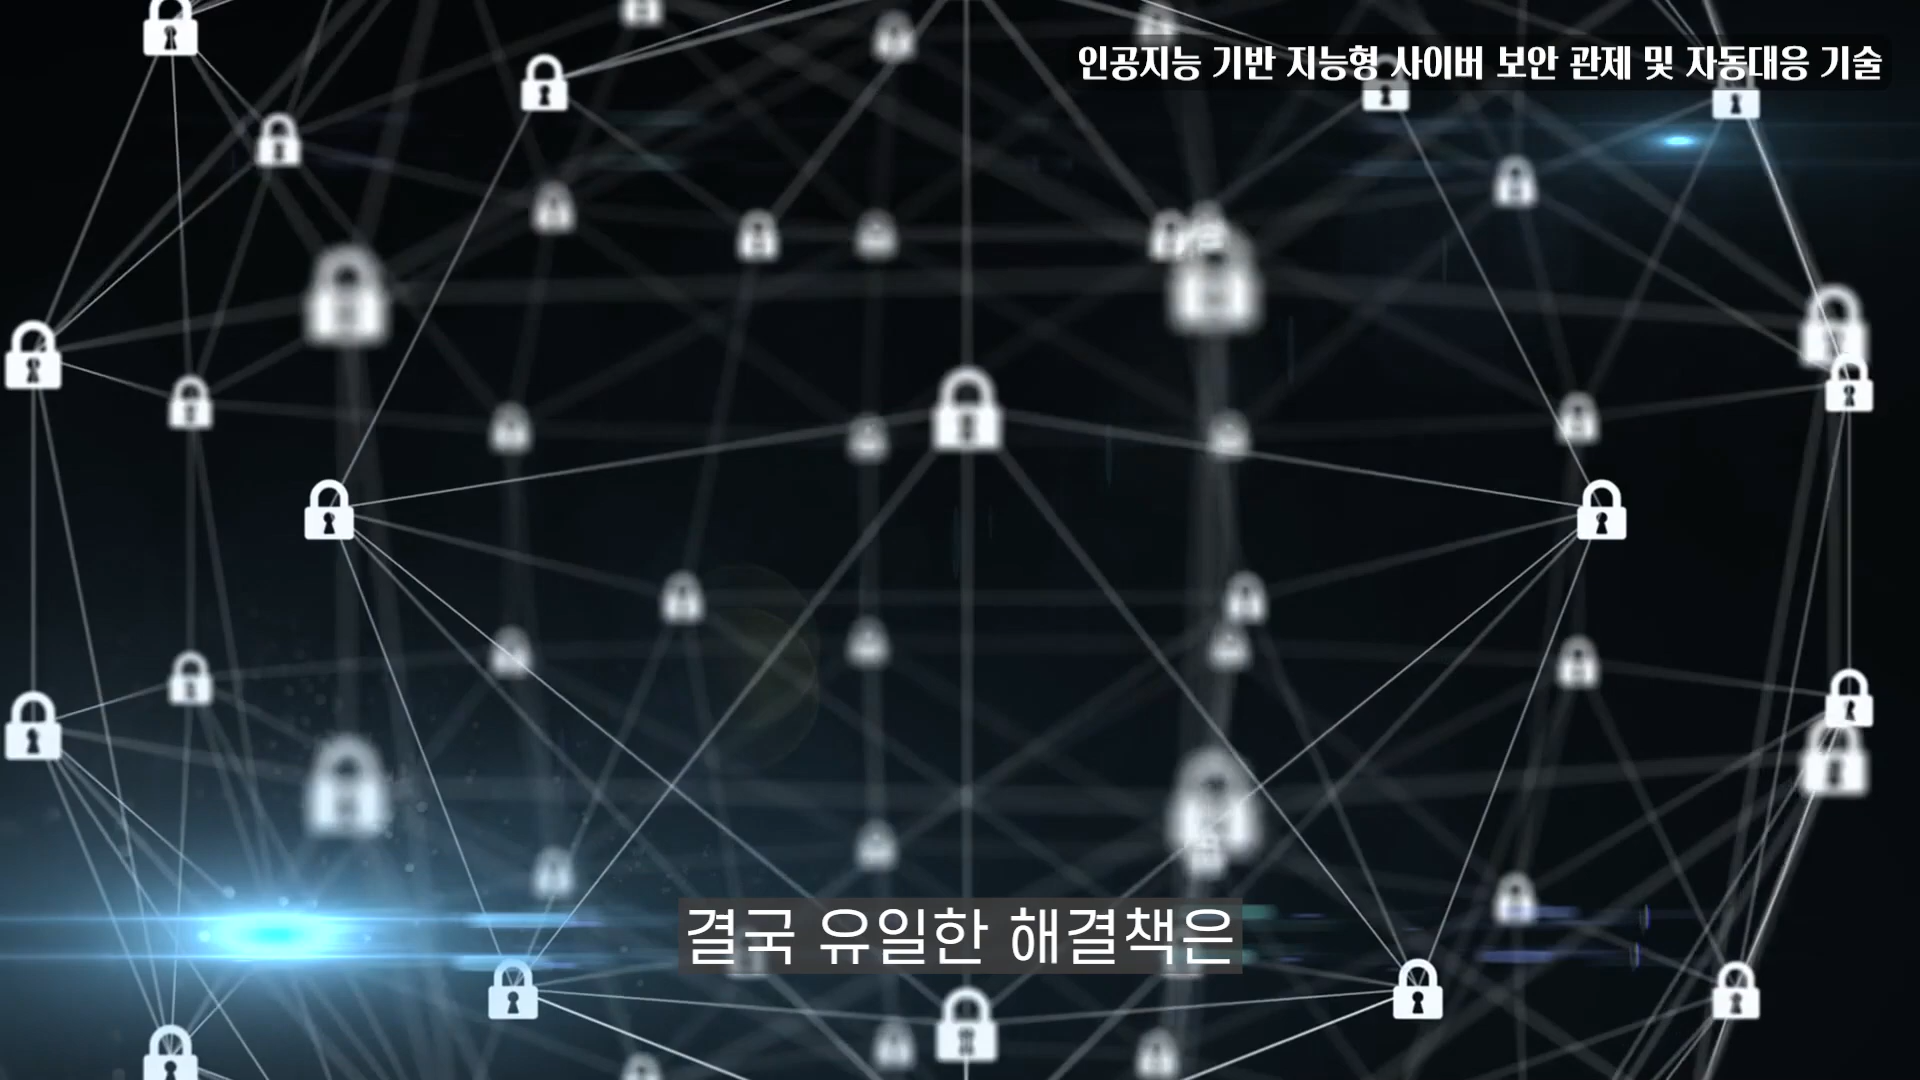 인공지능 기반 지능형 사이버 보안 관제 및 자동대응 기술
결국 유일한 해결책은